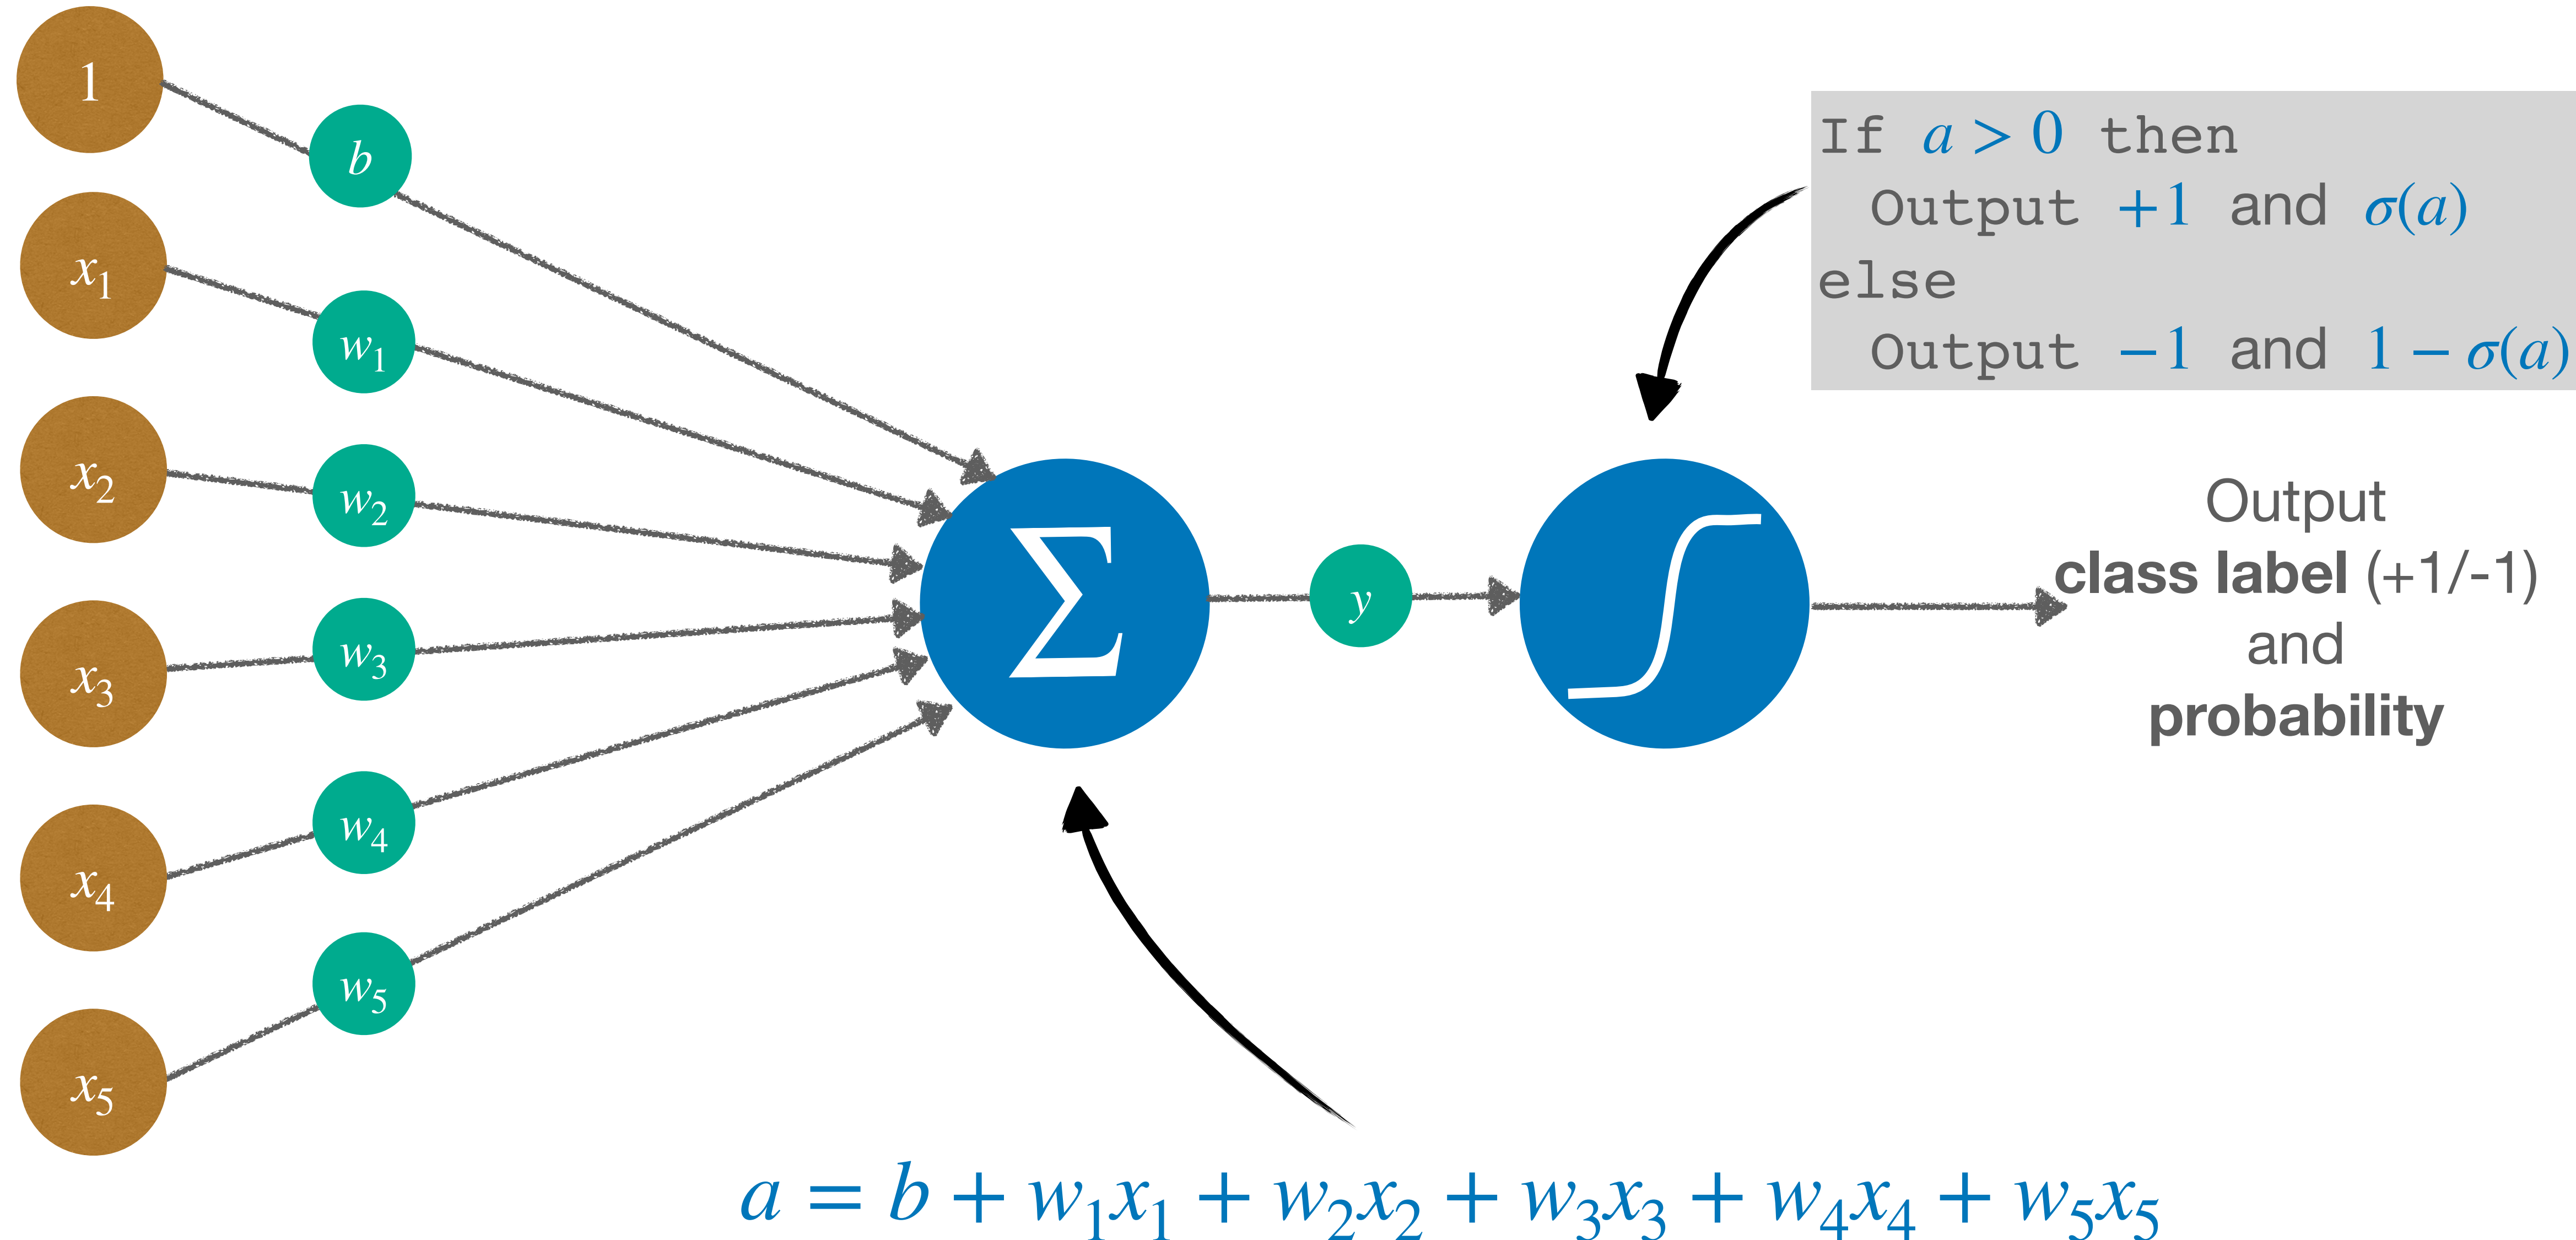 1
b
x₁
w₁
x₂
w₂
x₃
w₃
x₄
w₄
x₅
w₅
Σ
y
If a > 0 then
Output +1 and σ(a)
else
Output −1 and 1 − σ(a)
Output
class label (+1/-1)
and
probability
a = b + w₁x₁ + w₂x₂ + w₃x₃ + w₄x₄ + w₅x₅